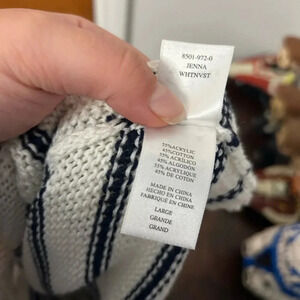 8501-972-0
JENNA
WHTNVST
55%ACRYLIC
45%COTTON
55% ACRÍLICO
45% ALGODÓN
55% ACRYLIQUE
45% DE COTON
MADE IN CHINA
HECHO EN CHINA
FABRIQUÉ EN CHINE
LARGE
GRANDE
GRAND